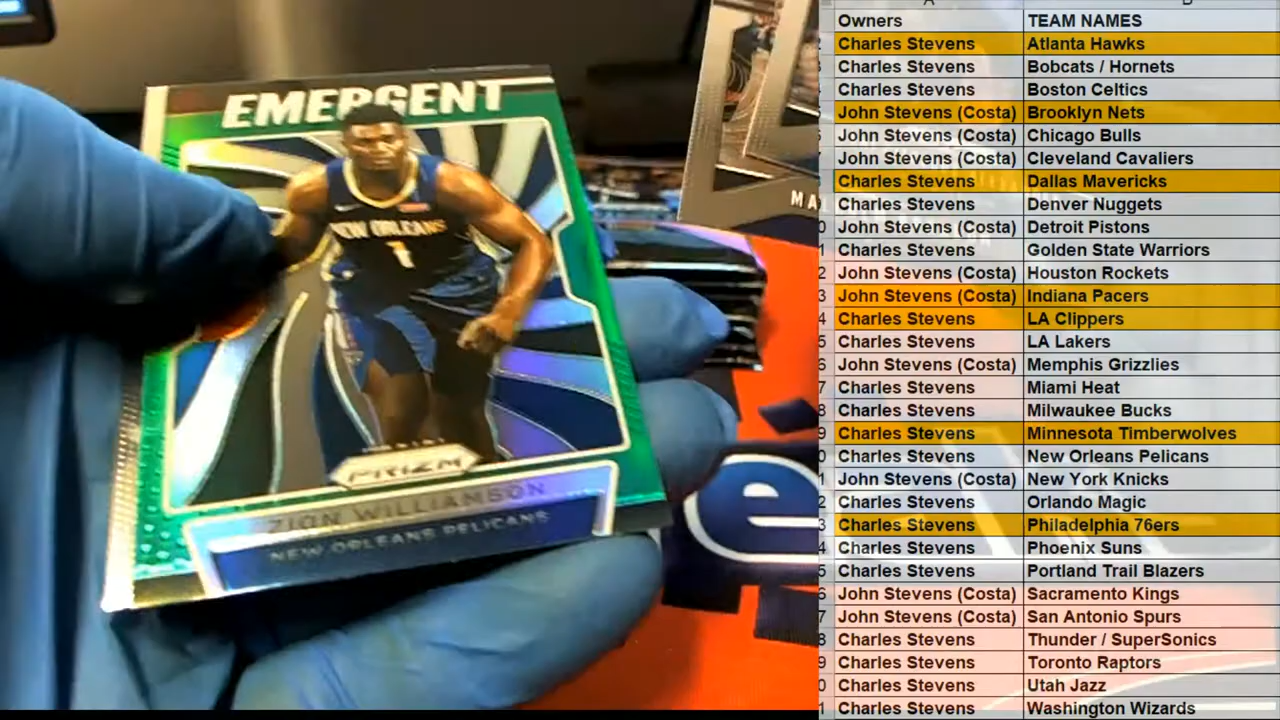 EMERGENT
NEW ORLEANS
1
PANINI
PRIZM
ZION WILLIAMSON
NEW ORLEANS PELICANS
MA
e
Owners TEAM NAMES
Charles Stevens Atlanta Hawks
Charles Stevens Bobcats / Hornets
Charles Stevens Boston Celtics
John Stevens (Costa) Brooklyn Nets
John Stevens (Costa) Chicago Bulls
John Stevens (Costa) Cleveland Cavaliers
Charles Stevens Dallas Mavericks
Charles Stevens Denver Nuggets
John Stevens (Costa) Detroit Pistons
Charles Stevens Golden State Warriors
John Stevens (Costa) Houston Rockets
John Stevens (Costa) Indiana Pacers
Charles Stevens LA Clippers
Charles Stevens LA Lakers
John Stevens (Costa) Memphis Grizzlies
Charles Stevens Miami Heat
Charles Stevens Milwaukee Bucks
Charles Stevens Minnesota Timberwolves
Charles Stevens New Orleans Pelicans
John Stevens (Costa) New York Knicks
Charles Stevens Orlando Magic
Charles Stevens Philadelphia 76ers
Charles Stevens Phoenix Suns
Charles Stevens Portland Trail Blazers
John Stevens (Costa) Sacramento Kings
John Stevens (Costa) San Antonio Spurs
Charles Stevens Thunder / SuperSonics
Charles Stevens Toronto Raptors
Charles Stevens Utah Jazz
Charles Stevens Washington Wizards